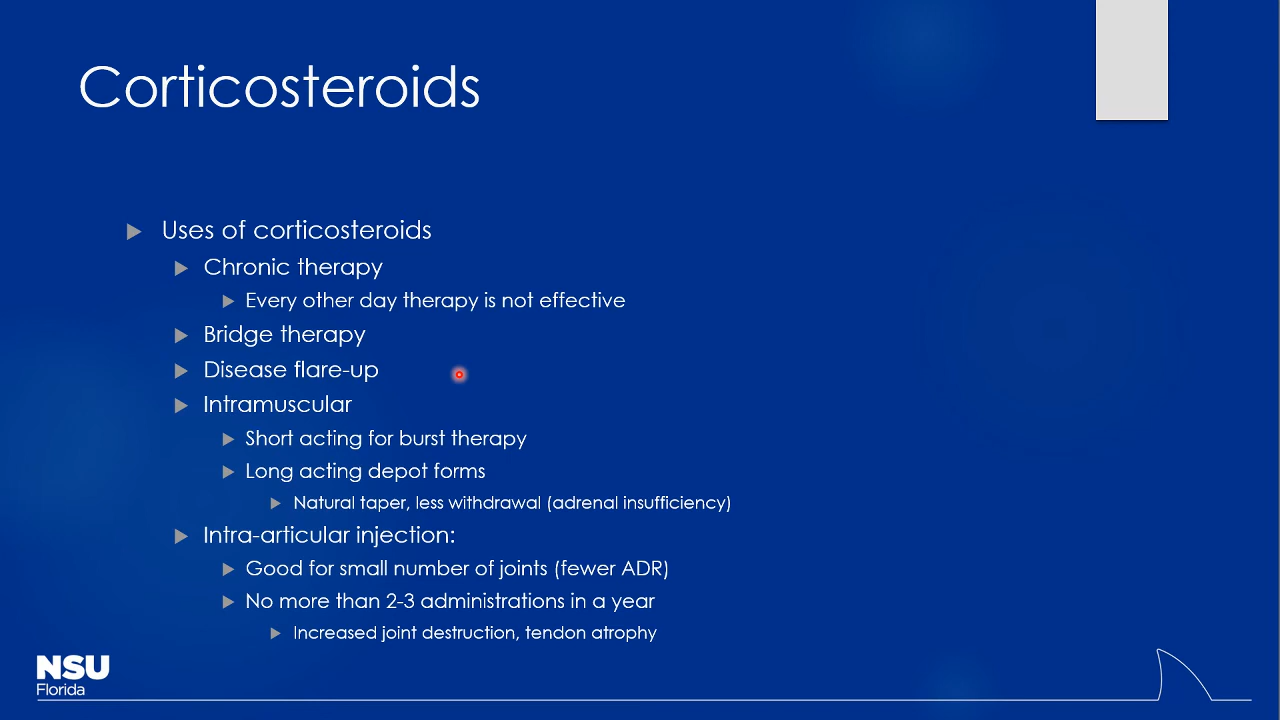 Corticosteroids
Uses of corticosteroids
Chronic therapy
Every other day therapy is not effective
Bridge therapy
Disease flare-up
Intramuscular
Short acting for burst therapy
Long acting depot forms
Natural taper, less withdrawal (adrenal insufficiency)
Intra-articular injection:
Good for small number of joints (fewer ADR)
No more than 2-3 administrations in a year
Increased joint destruction, tendon atrophy
NSU
Florida